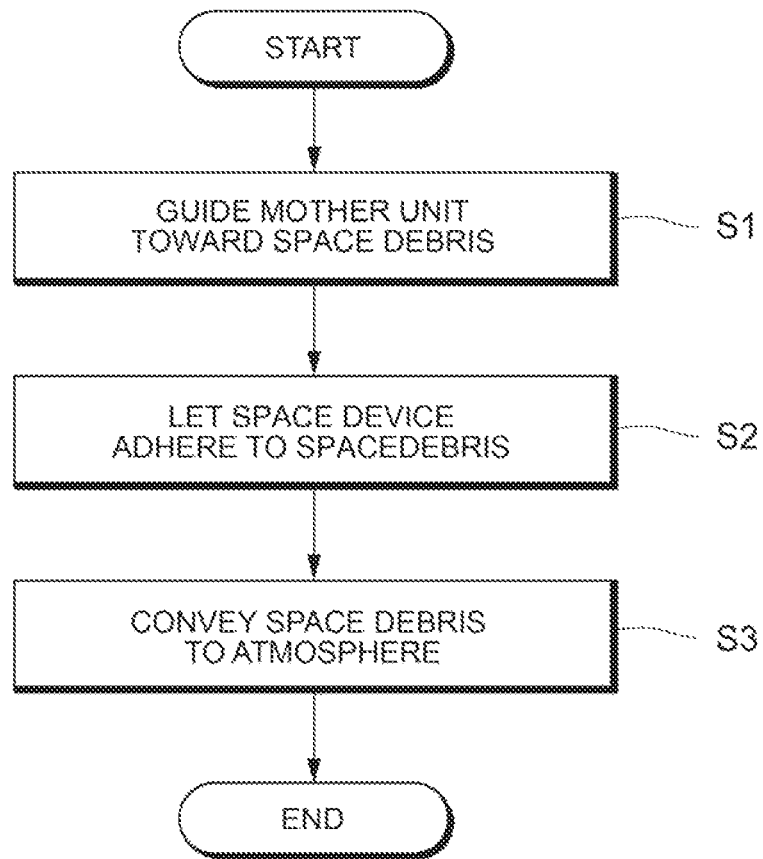 START
GUIDE MOTHER UNIT
TOWARD SPACE DEBRIS
S1
LET SPACE DEVICE
ADHERE TO SPACEDEBRIS
S2
CONVEY SPACE DEBRIS
TO ATMOSPHERE
S3
END